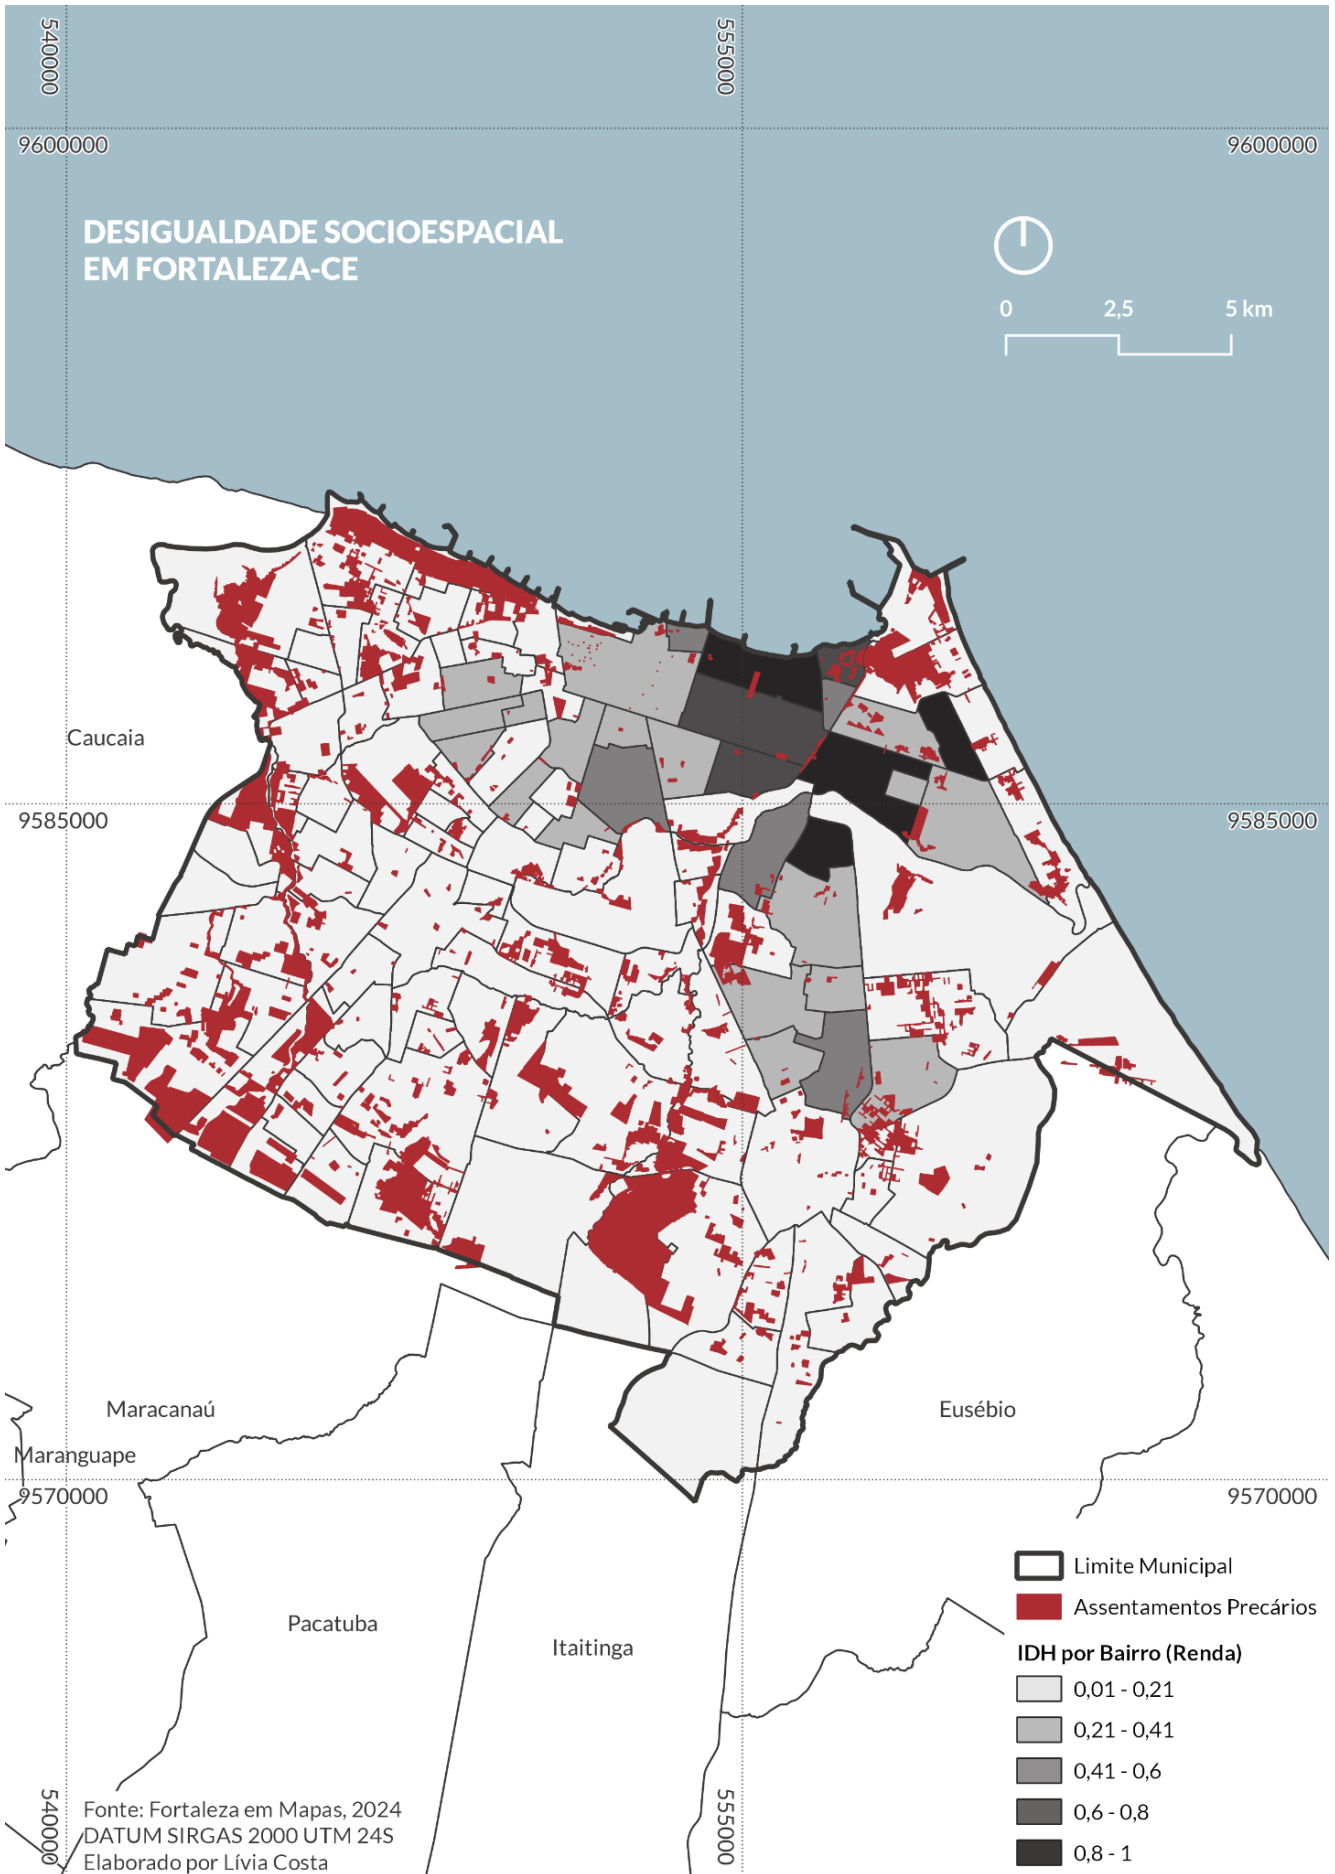 540000
555000
9600000
9600000
DESIGUALDADE SOCIOESPACIAL
EM FORTALEZA-CE
0 2,5 5 km
Caucaia
9585000
9585000
Maracanaú
Eusébio
Maranguape
9570000
9570000
Pacatuba
Itaitinga
Limite Municipal
Assentamentos Precários
IDH por Bairro (Renda)
0,01 - 0,21
0,21 - 0,41
0,41 - 0,6
0,6 - 0,8
0,8 - 1
540000
555000
Fonte: Fortaleza em Mapas, 2024
DATUM SIRGAS 2000 UTM 24S
Elaborado por Lívia Costa